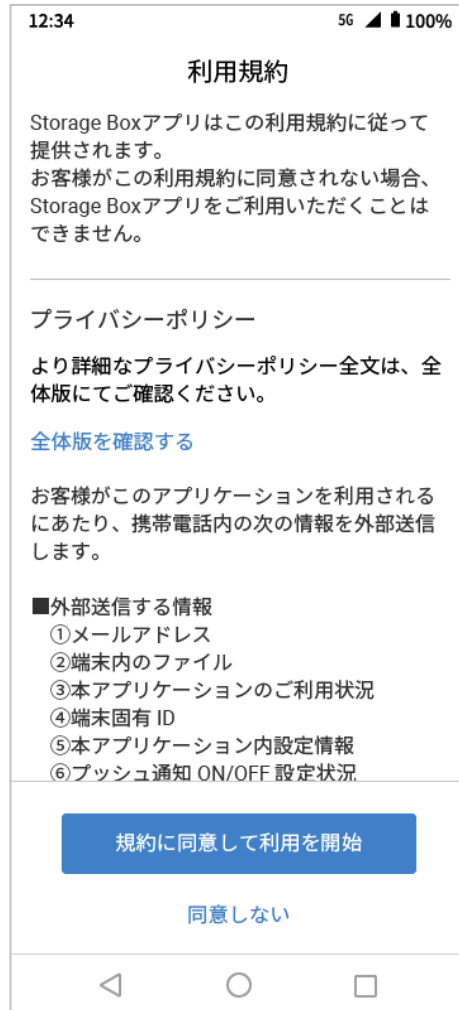 12:34 5G 100%
利用規約
Storage Boxアプリはこの利用規約に従って
提供されます。
お客様がこの利用規約に同意されない場合、
Storage Boxアプリをご利用いただくことは
できません。
プライバシーポリシー
より詳細なプライバシーポリシー全文は、全
体版にてご確認ください。
全体版を確認する
お客様がこのアプリケーションを利用される
にあたり、携帯電話内の次の情報を外部送信
します。
■外部送信する情報
①メールアドレス
②端末内のファイル
③本アプリケーションのご利用状況
④端末固有 ID
⑤本アプリケーション内設定情報
⑥プッシュ通知 ON/OFF 設定状況
規約に同意して利用を開始
同意しない